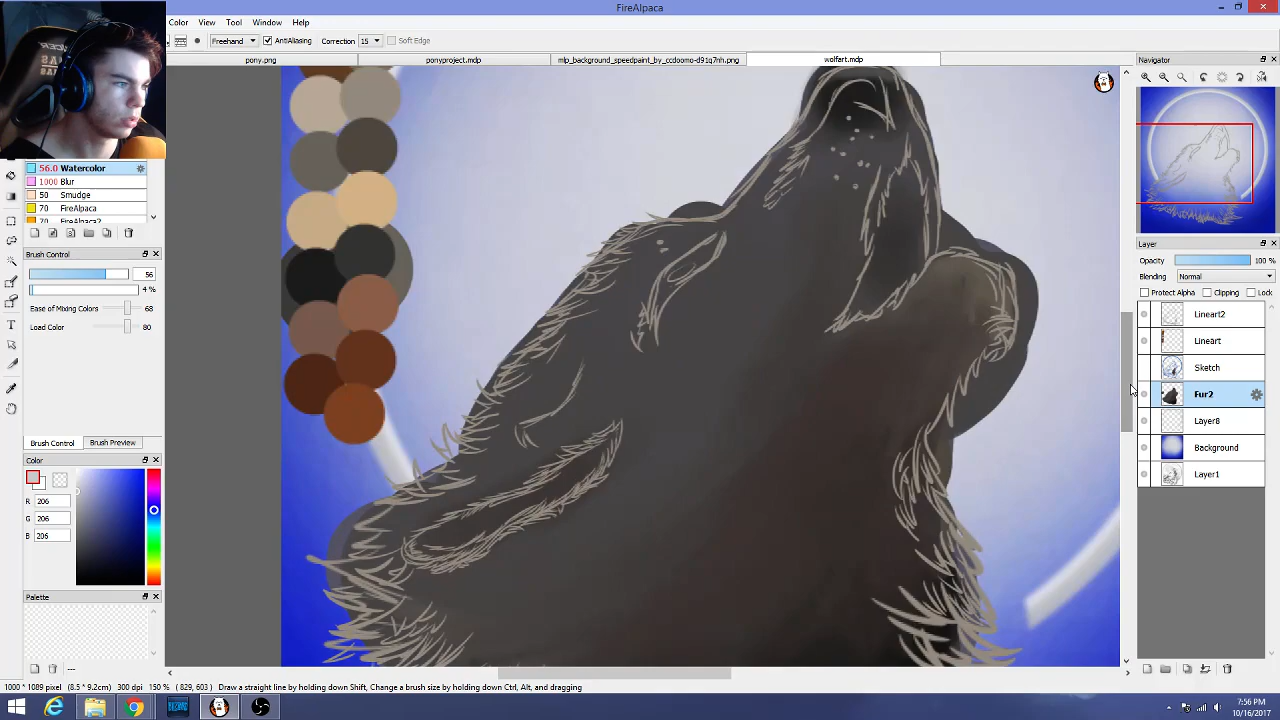 FireAlpaca
Color View Tool Window Help
Freehand AntiAliasing Correction 15 Soft Edge
pony.png ponyproject.mdp mlp_background_speedpaint_by_ccdoomo-d91q7nh.png wolfart.mdp
Navigator
56.0 Watercolor
1000 Blur
50 Smudge
70 FireAlpaca
70 FireAlpaca2
Brush Control
56
4 %
Ease of Mixing Colors 68
Load Color 80
Brush Control Brush Preview
Color
R 206
G 206
B 206
Palette
---
Layer
Opacity 100 %
Blending Normal
Protect Alpha Clipping Lock
Lineart2
Lineart
Sketch
Fur2
Layer8
Background
Layer1
1000 * 1089 pixel (8.5 * 9.2cm) 300 dpi 150 % (829, 603) Draw a straight line by holding down Shift, Change a brush size by holding down Ctrl, Alt, and dragging
7:56 PM
10/16/2017